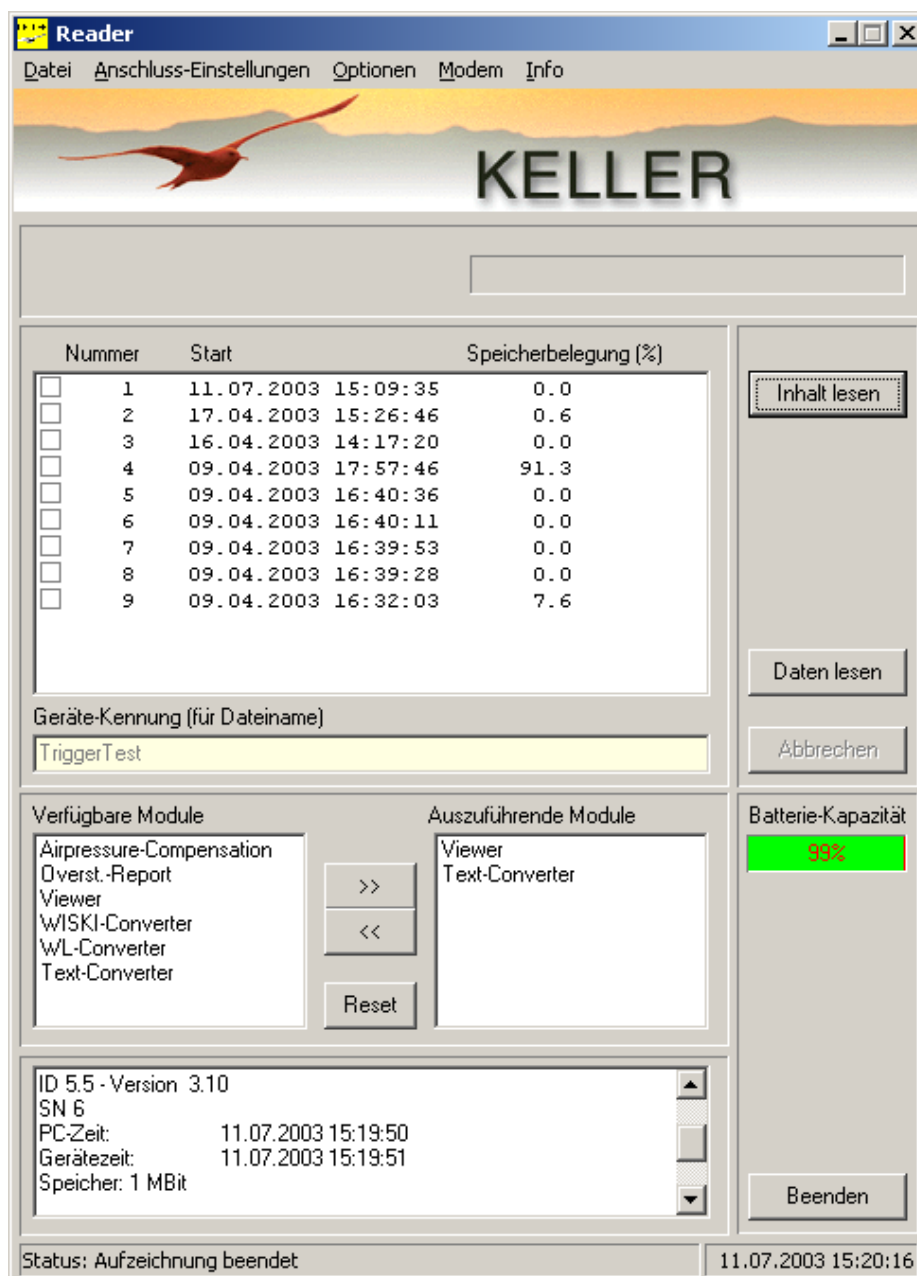 Reader
Datei Anschluss-Einstellungen Optionen Modem Info
KELLER
Nummer Start Speicherbelegung (%)
1 11.07.2003 15:09:35 0.0
2 17.04.2003 15:26:46 0.6
3 16.04.2003 14:17:20 0.0
4 09.04.2003 17:57:46 91.3
5 09.04.2003 16:40:36 0.0
6 09.04.2003 16:40:11 0.0
7 09.04.2003 16:39:53 0.0
8 09.04.2003 16:39:28 0.0
9 09.04.2003 16:32:03 7.6
Inhalt lesen
Daten lesen
Geräte-Kennung (für Dateiname)
TriggerTest
Abbrechen
Verfügbare Module
Airpressure-Compensation
Overst.-Report
Viewer
WISKI-Converter
WL-Converter
Text-Converter
>>
<<
Reset
Auszuführende Module
Viewer
Text-Converter
Batterie-Kapazität
99%
ID 5.5 - Version 3.10
SN 6
PC-Zeit: 11.07.2003 15:19:50
Gerätezeit: 11.07.2003 15:19:51
Speicher: 1 MBit
Beenden
Status: Aufzeichnung beendet
11.07.2003 15:20:16